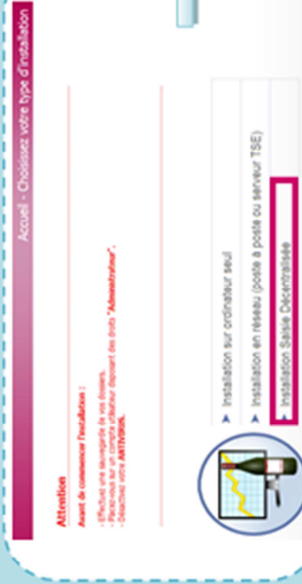 Accueil - Choisissez votre type d'installation
Attention
Avant de commencer l'installation :
- Effectuez une sauvegarde de vos dossiers.
- Placez-vous sur un compte utilisateur disposant des droits "Administrateur".
- Désactivez votre ANTIVIRUS.
Installation sur ordinateur seul
Installation en réseau (poste à poste ou serveur TSE)
Installation Saisie Décentralisée